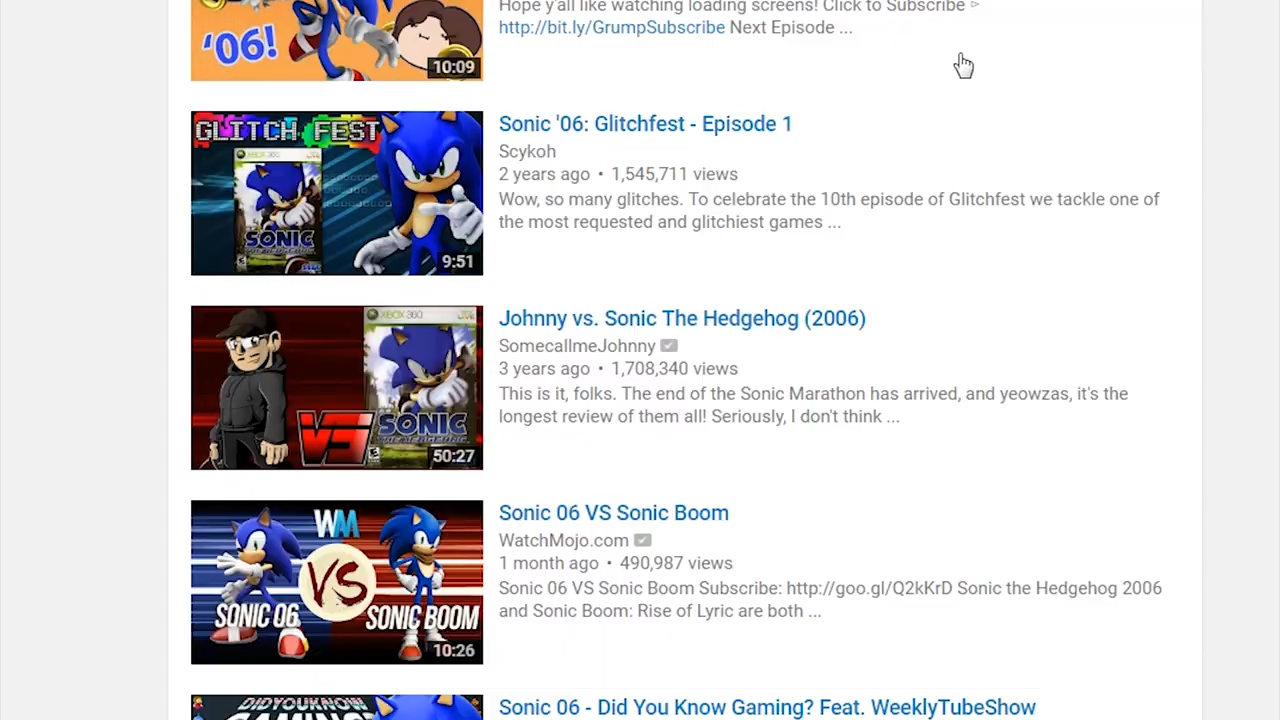 Hope y'all like watching loading screens! Click to Subscribe ▹
http://bit.ly/GrumpSubscribe Next Episode ...
'06!
10:09
GLITCH FEST
XBOX 360
LIVE
SONIC
SEGA
9:51
Sonic '06: Glitchfest - Episode 1
Scykoh
2 years ago • 1,545,711 views
Wow, so many glitches. To celebrate the 10th episode of Glitchfest we tackle one of
the most requested and glitchiest games ...
XBOX 360
LIVE
VS
SONIC
50:27
Johnny vs. Sonic The Hedgehog (2006)
SomecallmeJohnny
3 years ago • 1,708,340 views
This is it, folks. The end of the Sonic Marathon has arrived, and yeowzas, it's the
longest review of them all! Seriously, I don't think ...
WM
VS
SONIC 06
SONIC BOOM
10:26
Sonic 06 VS Sonic Boom
WatchMojo.com
1 month ago • 490,987 views
Sonic 06 VS Sonic Boom Subscribe: http://goo.gl/Q2kKrD Sonic the Hedgehog 2006
and Sonic Boom: Rise of Lyric are both ...
DIDYOUKNOW
GAMING?
Sonic 06 - Did You Know Gaming? Feat. WeeklyTubeShow